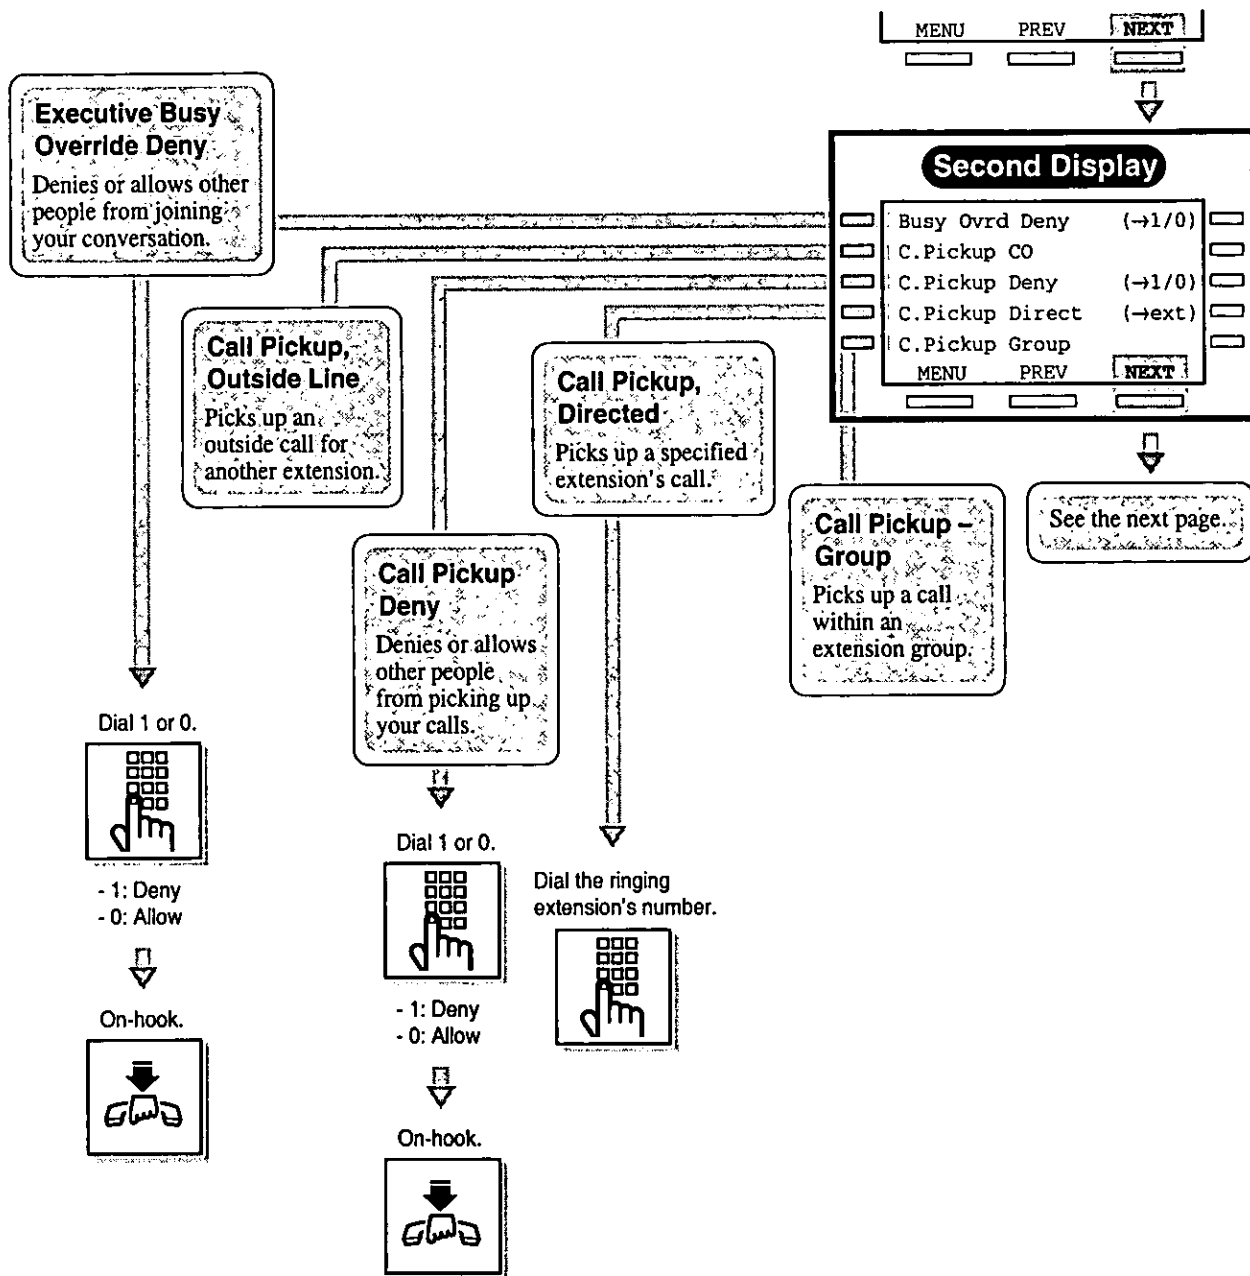 MENU PREV NEXT
Executive Busy
Override Deny
Denies or allows other
people from joining
your conversation.
Second Display
Busy Ovrd Deny (→1/0)
C.Pickup CO
C.Pickup Deny (→1/0)
C.Pickup Direct (→ext)
C.Pickup Group
MENU PREV NEXT
Call Pickup,
Outside Line
Picks up an
outside call for
another extension.
Call Pickup,
Directed
Picks up a specified
extension's call.
Call Pickup –
Group
Picks up a call
within an
extension group.
See the next page.
Call Pickup
Deny
Denies or allows
other people
from picking up
your calls.
Dial 1 or 0.
- 1: Deny
- 0: Allow
On-hook.
Dial 1 or 0.
- 1: Deny
- 0: Allow
On-hook.
Dial the ringing
extension's number.